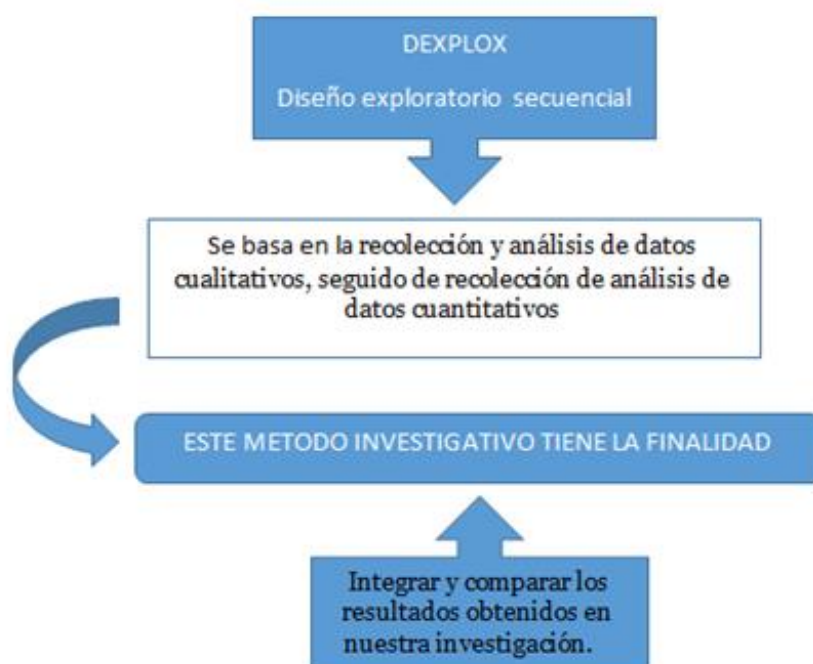 DEXPLOX
Diseño exploratorio secuencial
Se basa en la recolección y análisis de datos
cualitativos, seguido de recolección de análisis de
datos cuantitativos
ESTE METODO INVESTIGATIVO TIENE LA FINALIDAD
Integrar y comparar los
resultados obtenidos en
nuestra investigación.